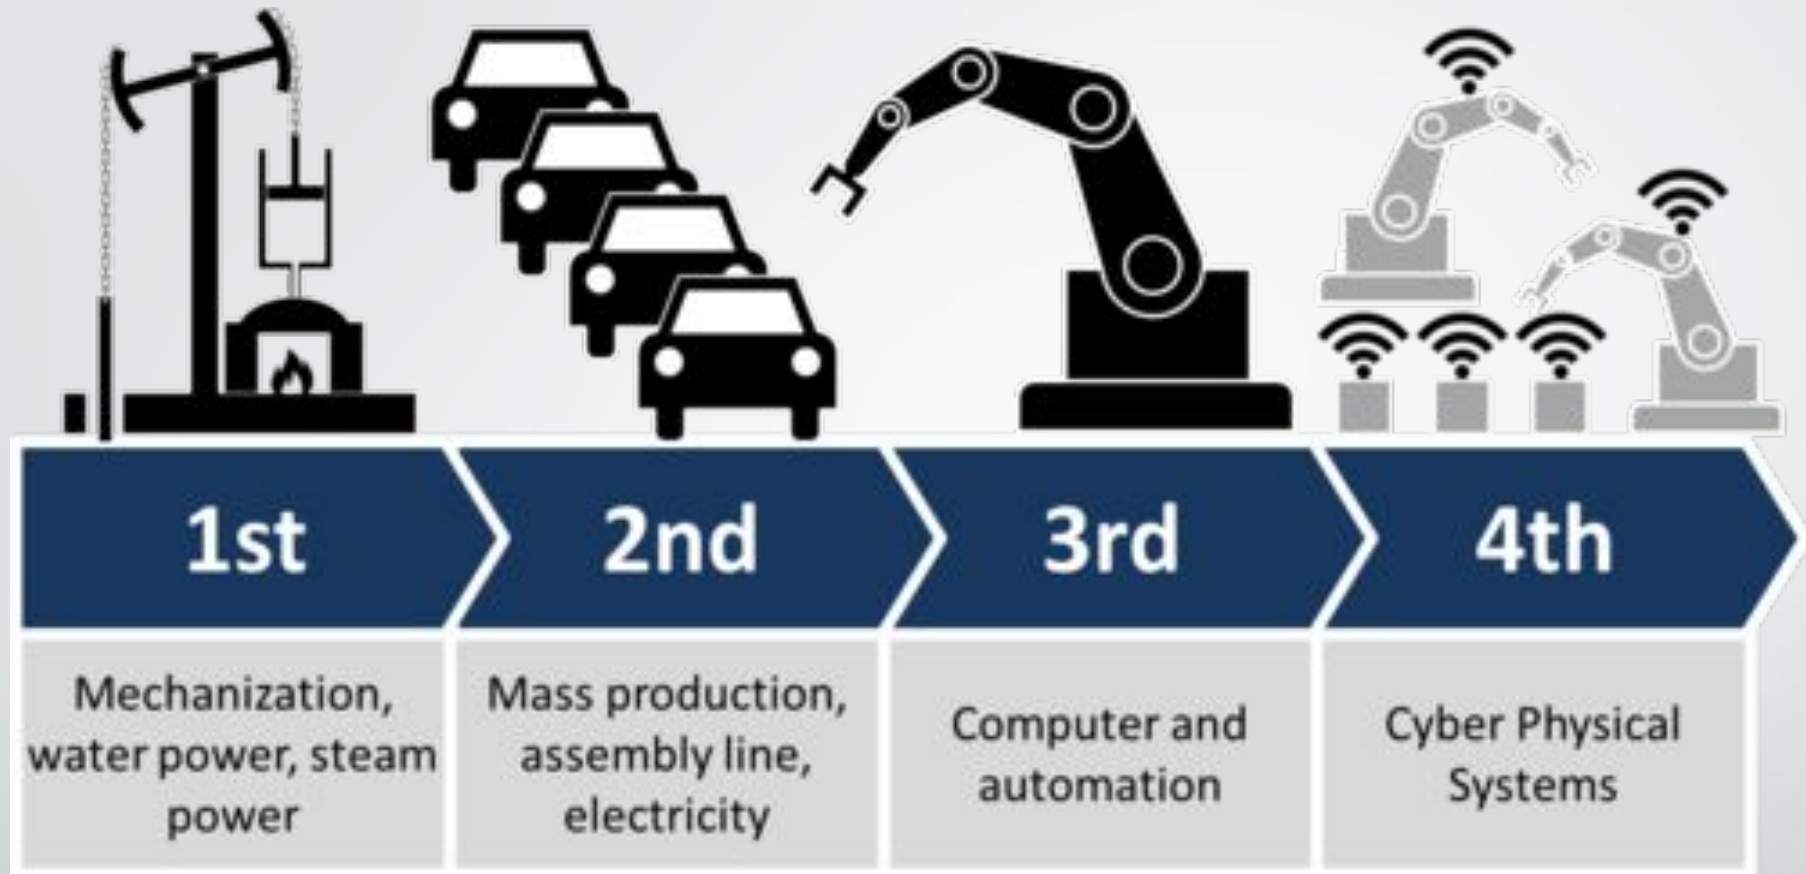 1st
2nd
3rd
4th
Mechanization,
water power, steam
power
Mass production,
assembly line,
electricity
Computer and
automation
Cyber Physical
Systems